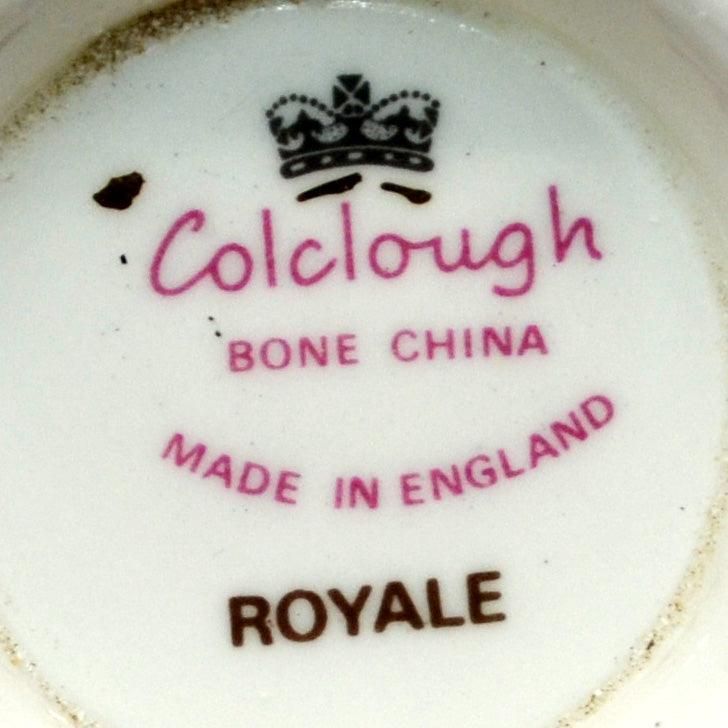 Colclough
BONE CHINA
MADE IN ENGLAND
ROYALE